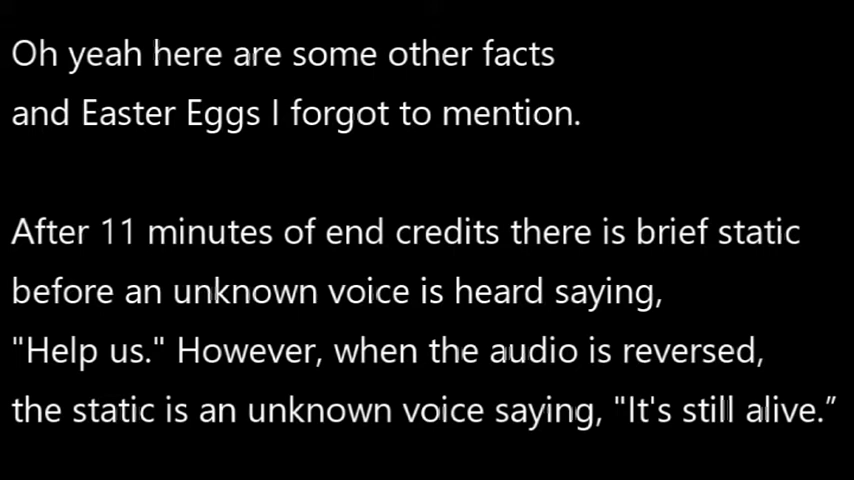 Oh yeah here are some other facts
and Easter Eggs I forgot to mention.
After 11 minutes of end credits there is brief static
before an unknown voice is heard saying,
"Help us." However, when the audio is reversed,
the static is an unknown voice saying, "It's still alive.”